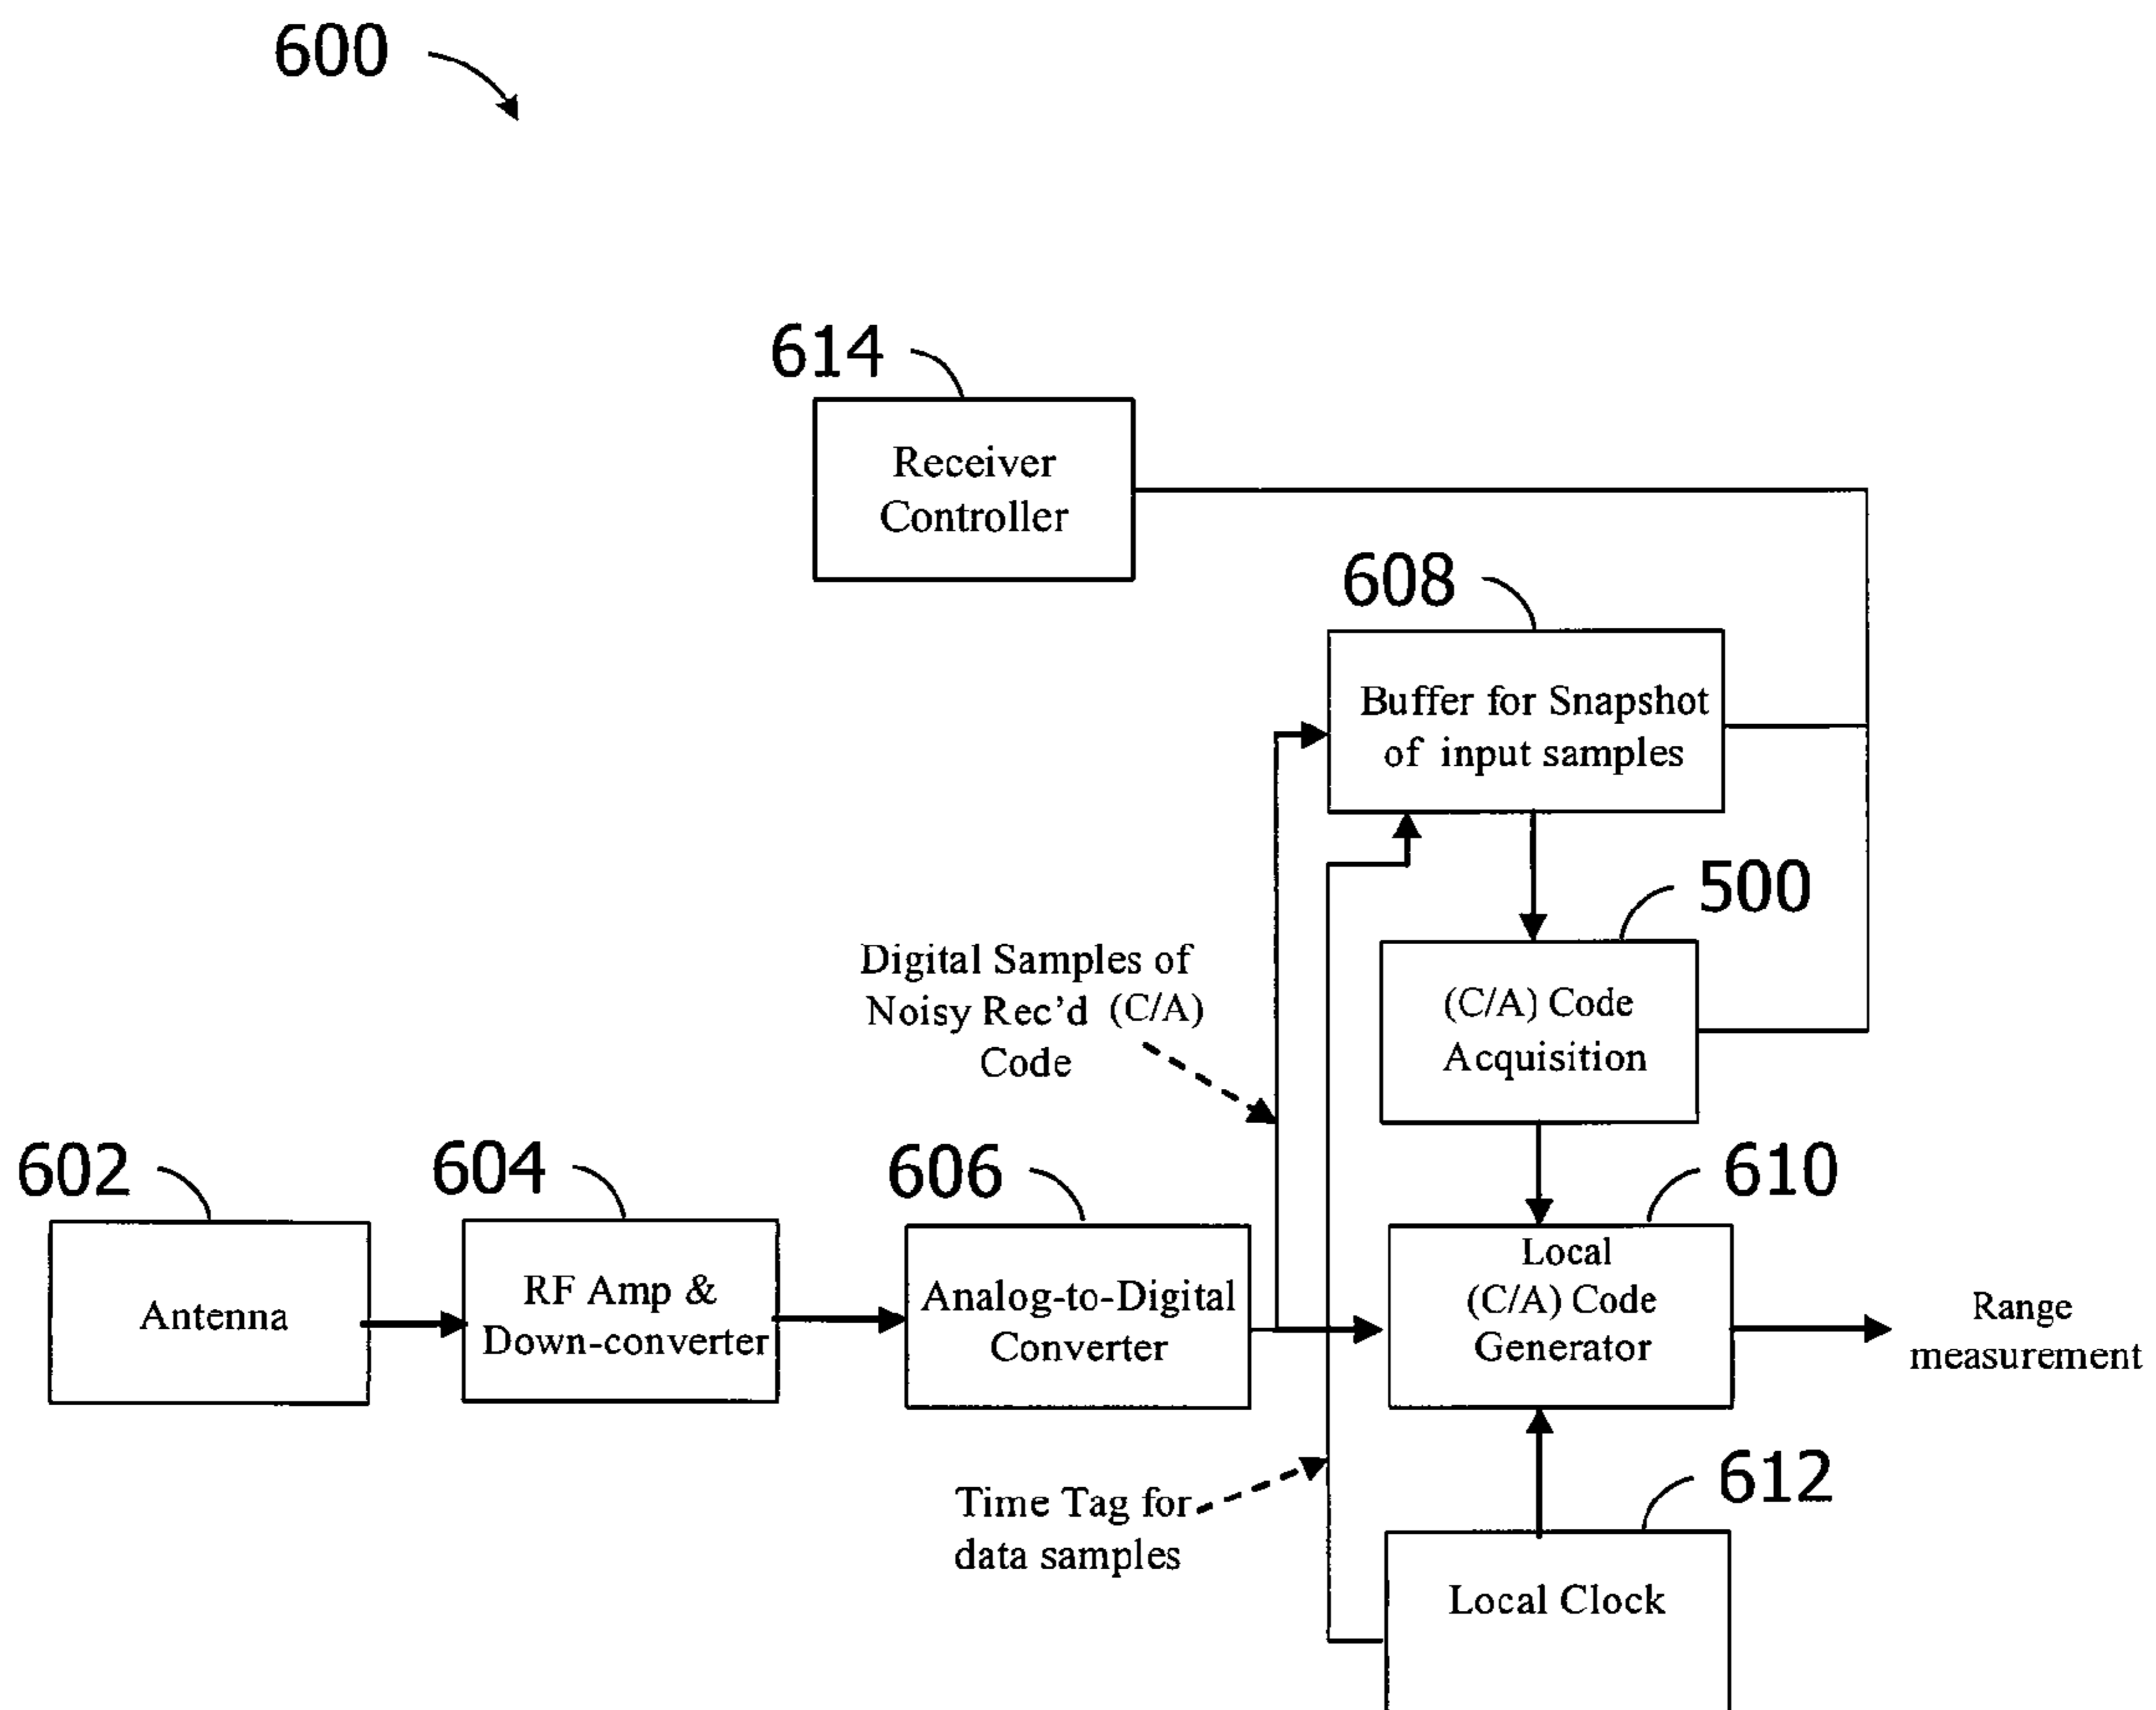 600
614
Receiver
Controller
608
Buffer for Snapshot
of input samples
500
(C/A) Code
Acquisition
Digital Samples of
Noisy Rec'd (C/A)
Code
602
Antenna
604
RF Amp &
Down-converter
606
Analog-to-Digital
Converter
610
Local
(C/A) Code
Generator
Range
measurement
Time Tag for
data samples
612
Local Clock